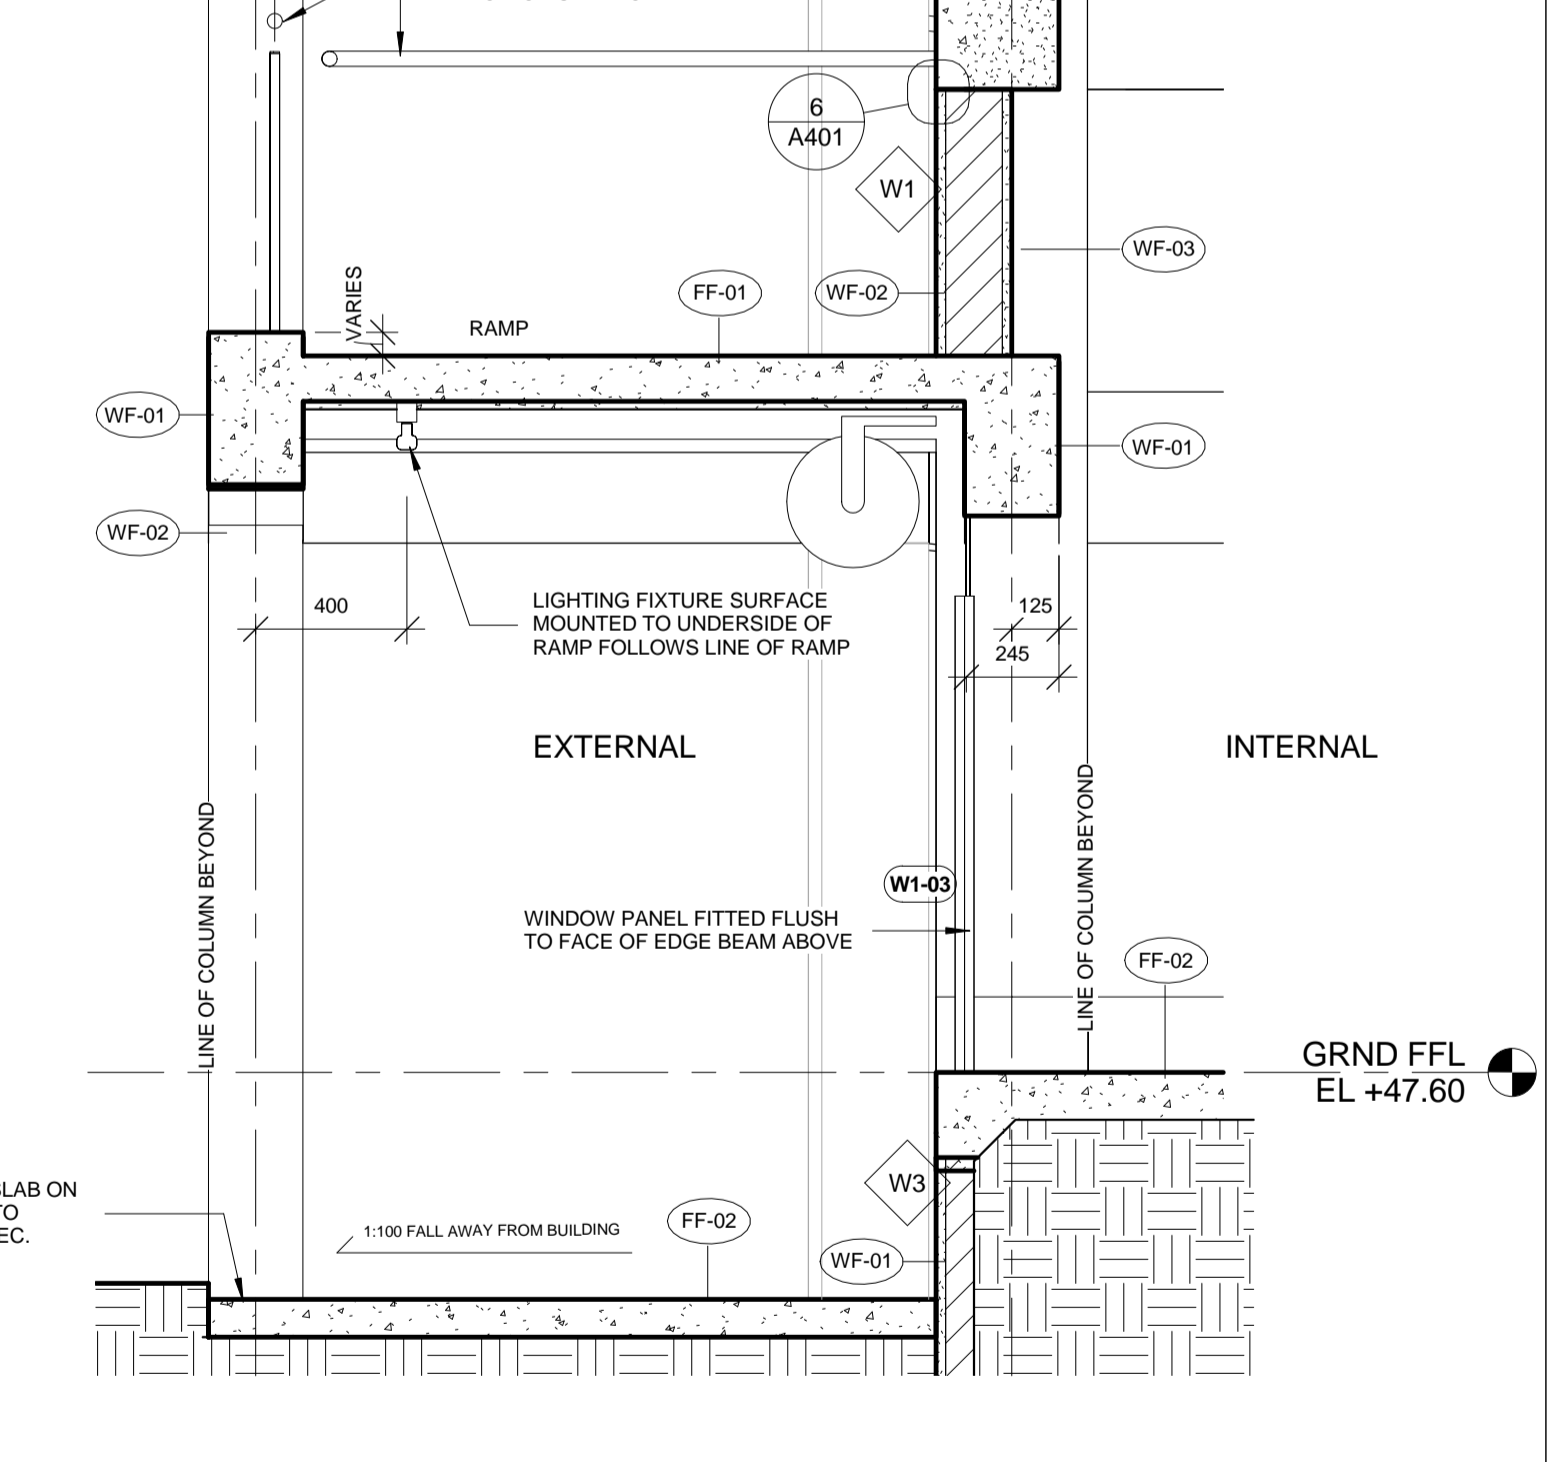 6
A401
W1
WF-03
VARIES
FF-01
WF-02
RAMP
WF-01
WF-01
WF-02
400
LIGHTING FIXTURE SURFACE
MOUNTED TO UNDERSIDE OF
RAMP FOLLOWS LINE OF RAMP
125
245
EXTERNAL
INTERNAL
LINE OF COLUMN BEYOND
LINE OF COLUMN BEYOND
W1-03
WINDOW PANEL FITTED FLUSH
TO FACE OF EDGE BEAM ABOVE
FF-02
GRND FFL
EL +47.60
W3
SLAB ON
TO
EC.
1:100 FALL AWAY FROM BUILDING
FF-02
WF-01